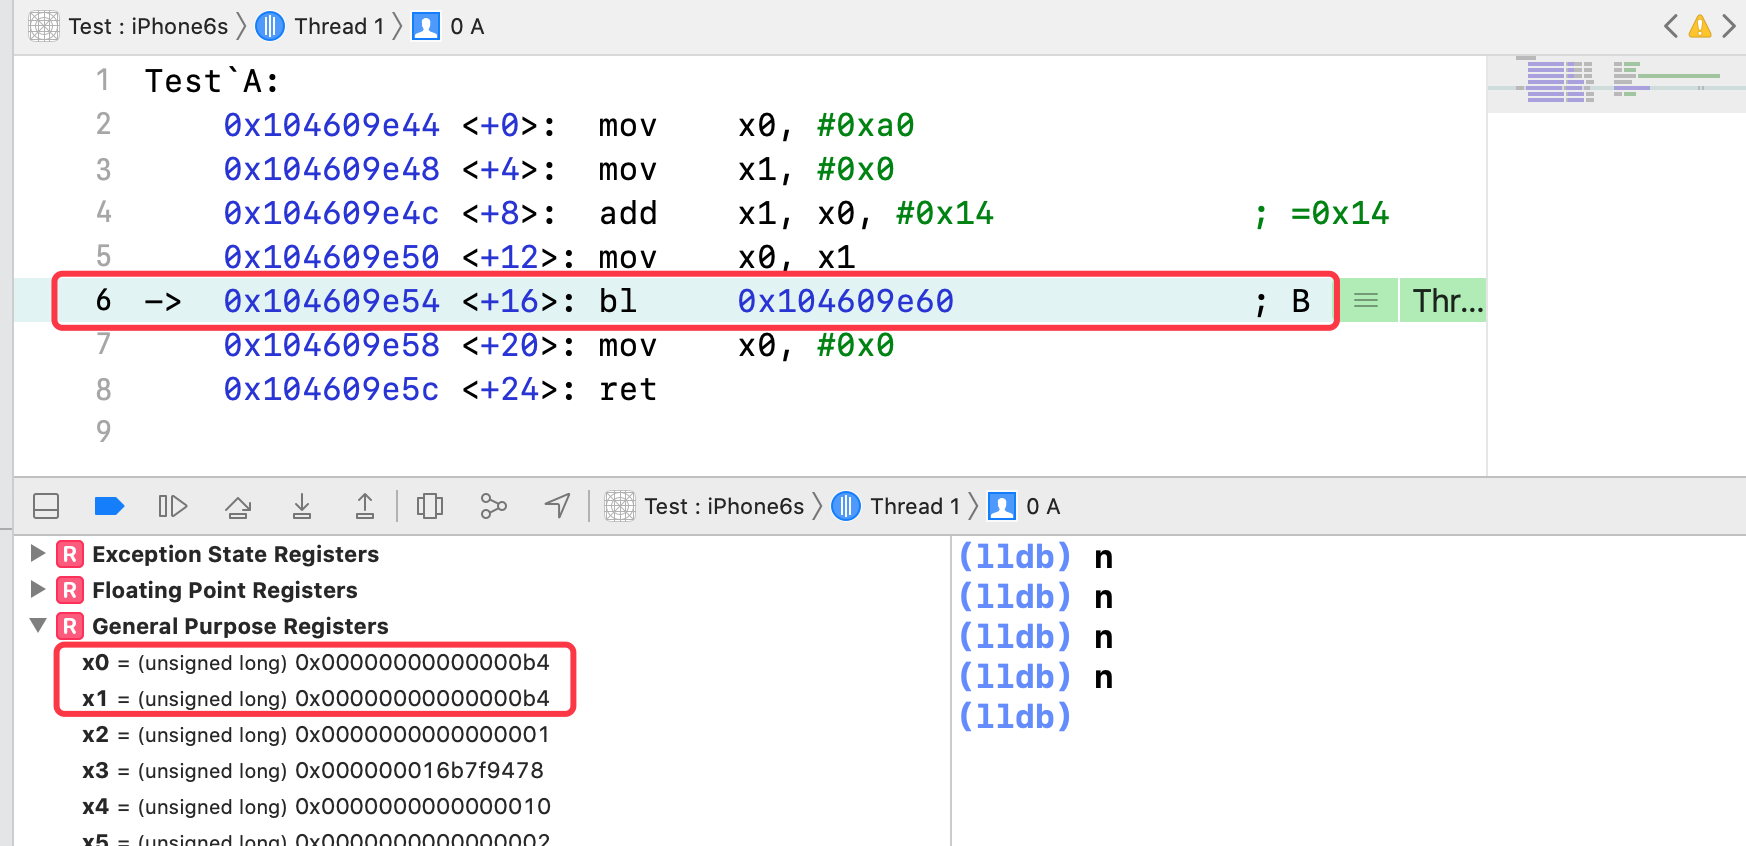 Test : iPhone6s 〉 Thread 1 〉 0 A
1 Test`A:
2 0x104609e44 <+0>: mov x0, #0xa0
3 0x104609e48 <+4>: mov x1, #0x0
4 0x104609e4c <+8>: add x1, x0, #0x14 ; =0x14
5 0x104609e50 <+12>: mov x0, x1
6 -> 0x104609e54 <+16>: bl 0x104609e60 ; B Thr...
7 0x104609e58 <+20>: mov x0, #0x0
8 0x104609e5c <+24>: ret
9
Test : iPhone6s 〉 Thread 1 〉 0 A
R Exception State Registers
R Floating Point Registers
R General Purpose Registers
x0 = (unsigned long) 0x00000000000000b4
x1 = (unsigned long) 0x00000000000000b4
x2 = (unsigned long) 0x0000000000000001
x3 = (unsigned long) 0x000000016b7f9478
x4 = (unsigned long) 0x0000000000000010
x5 = (unsigned long) 0x0000000000000002
(lldb) n
(lldb) n
(lldb) n
(lldb) n
(lldb)